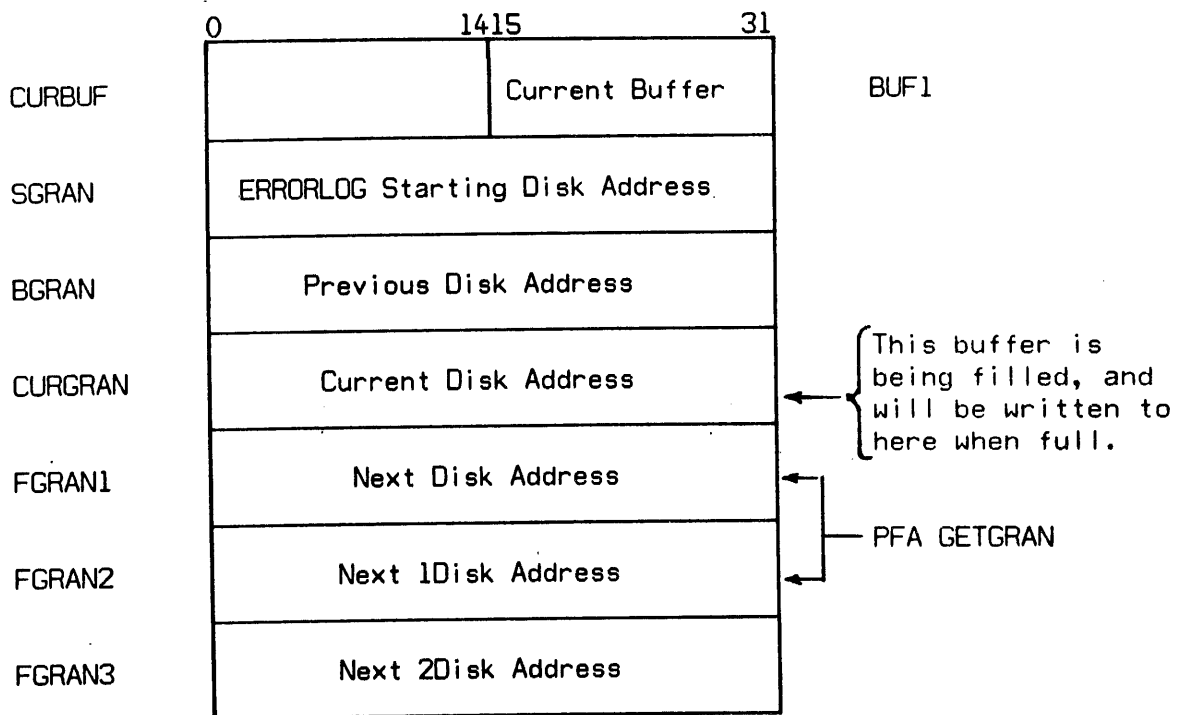 0 1415 31
CURBUF Current Buffer BUF1
SGRAN ERRORLOG Starting Disk Address
BGRAN Previous Disk Address
CURGRAN Current Disk Address
This buffer is
being filled, and
will be written to
here when full.
FGRAN1 Next Disk Address
PFA GETGRAN
FGRAN2 Next 1Disk Address
FGRAN3 Next 2Disk Address